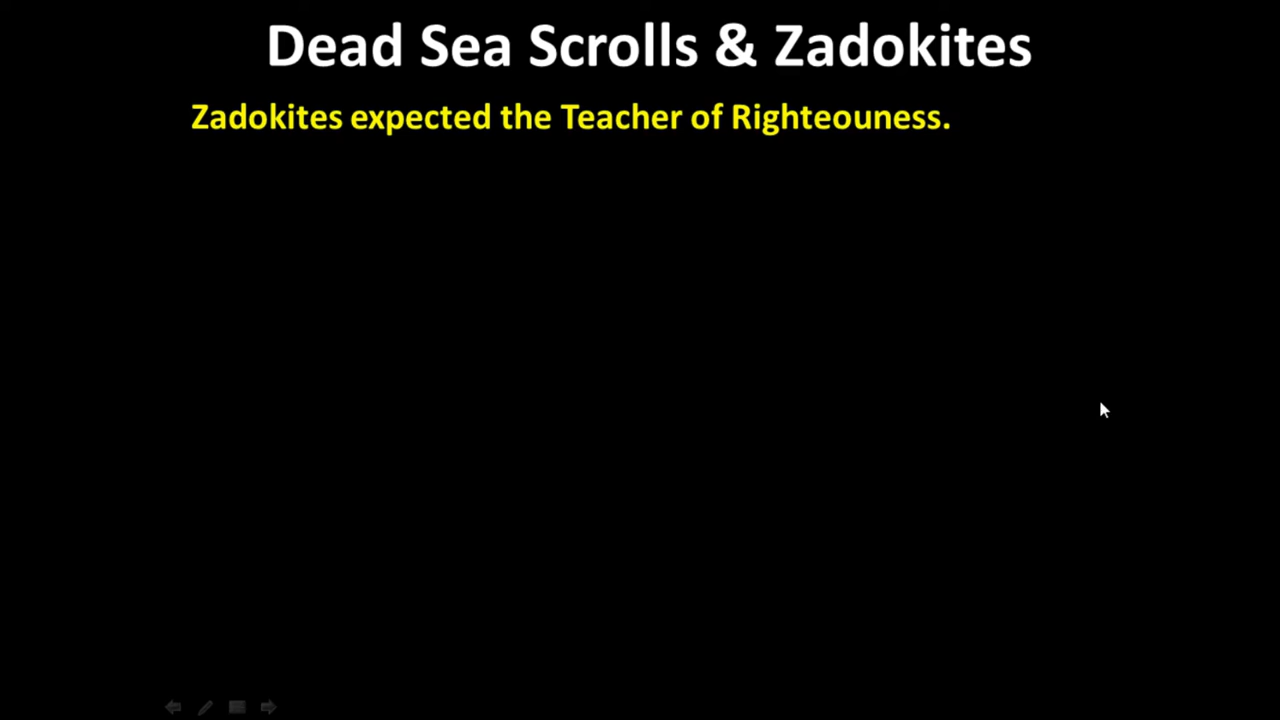 Dead Sea Scrolls & Zadokites
Zadokites expected the Teacher of Righteouness.